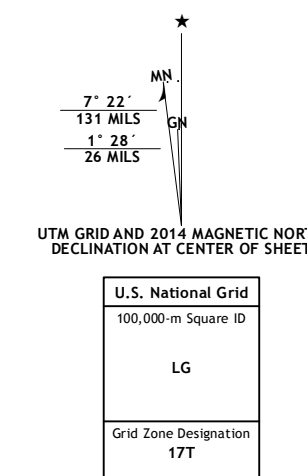 MN
7° 22´
131 MILS
GN
1° 28´
26 MILS
UTM GRID AND 2014 MAGNETIC NORT
DECLINATION AT CENTER OF SHEET
U.S. National Grid
100,000-m Square ID
LG
Grid Zone Designation
17T